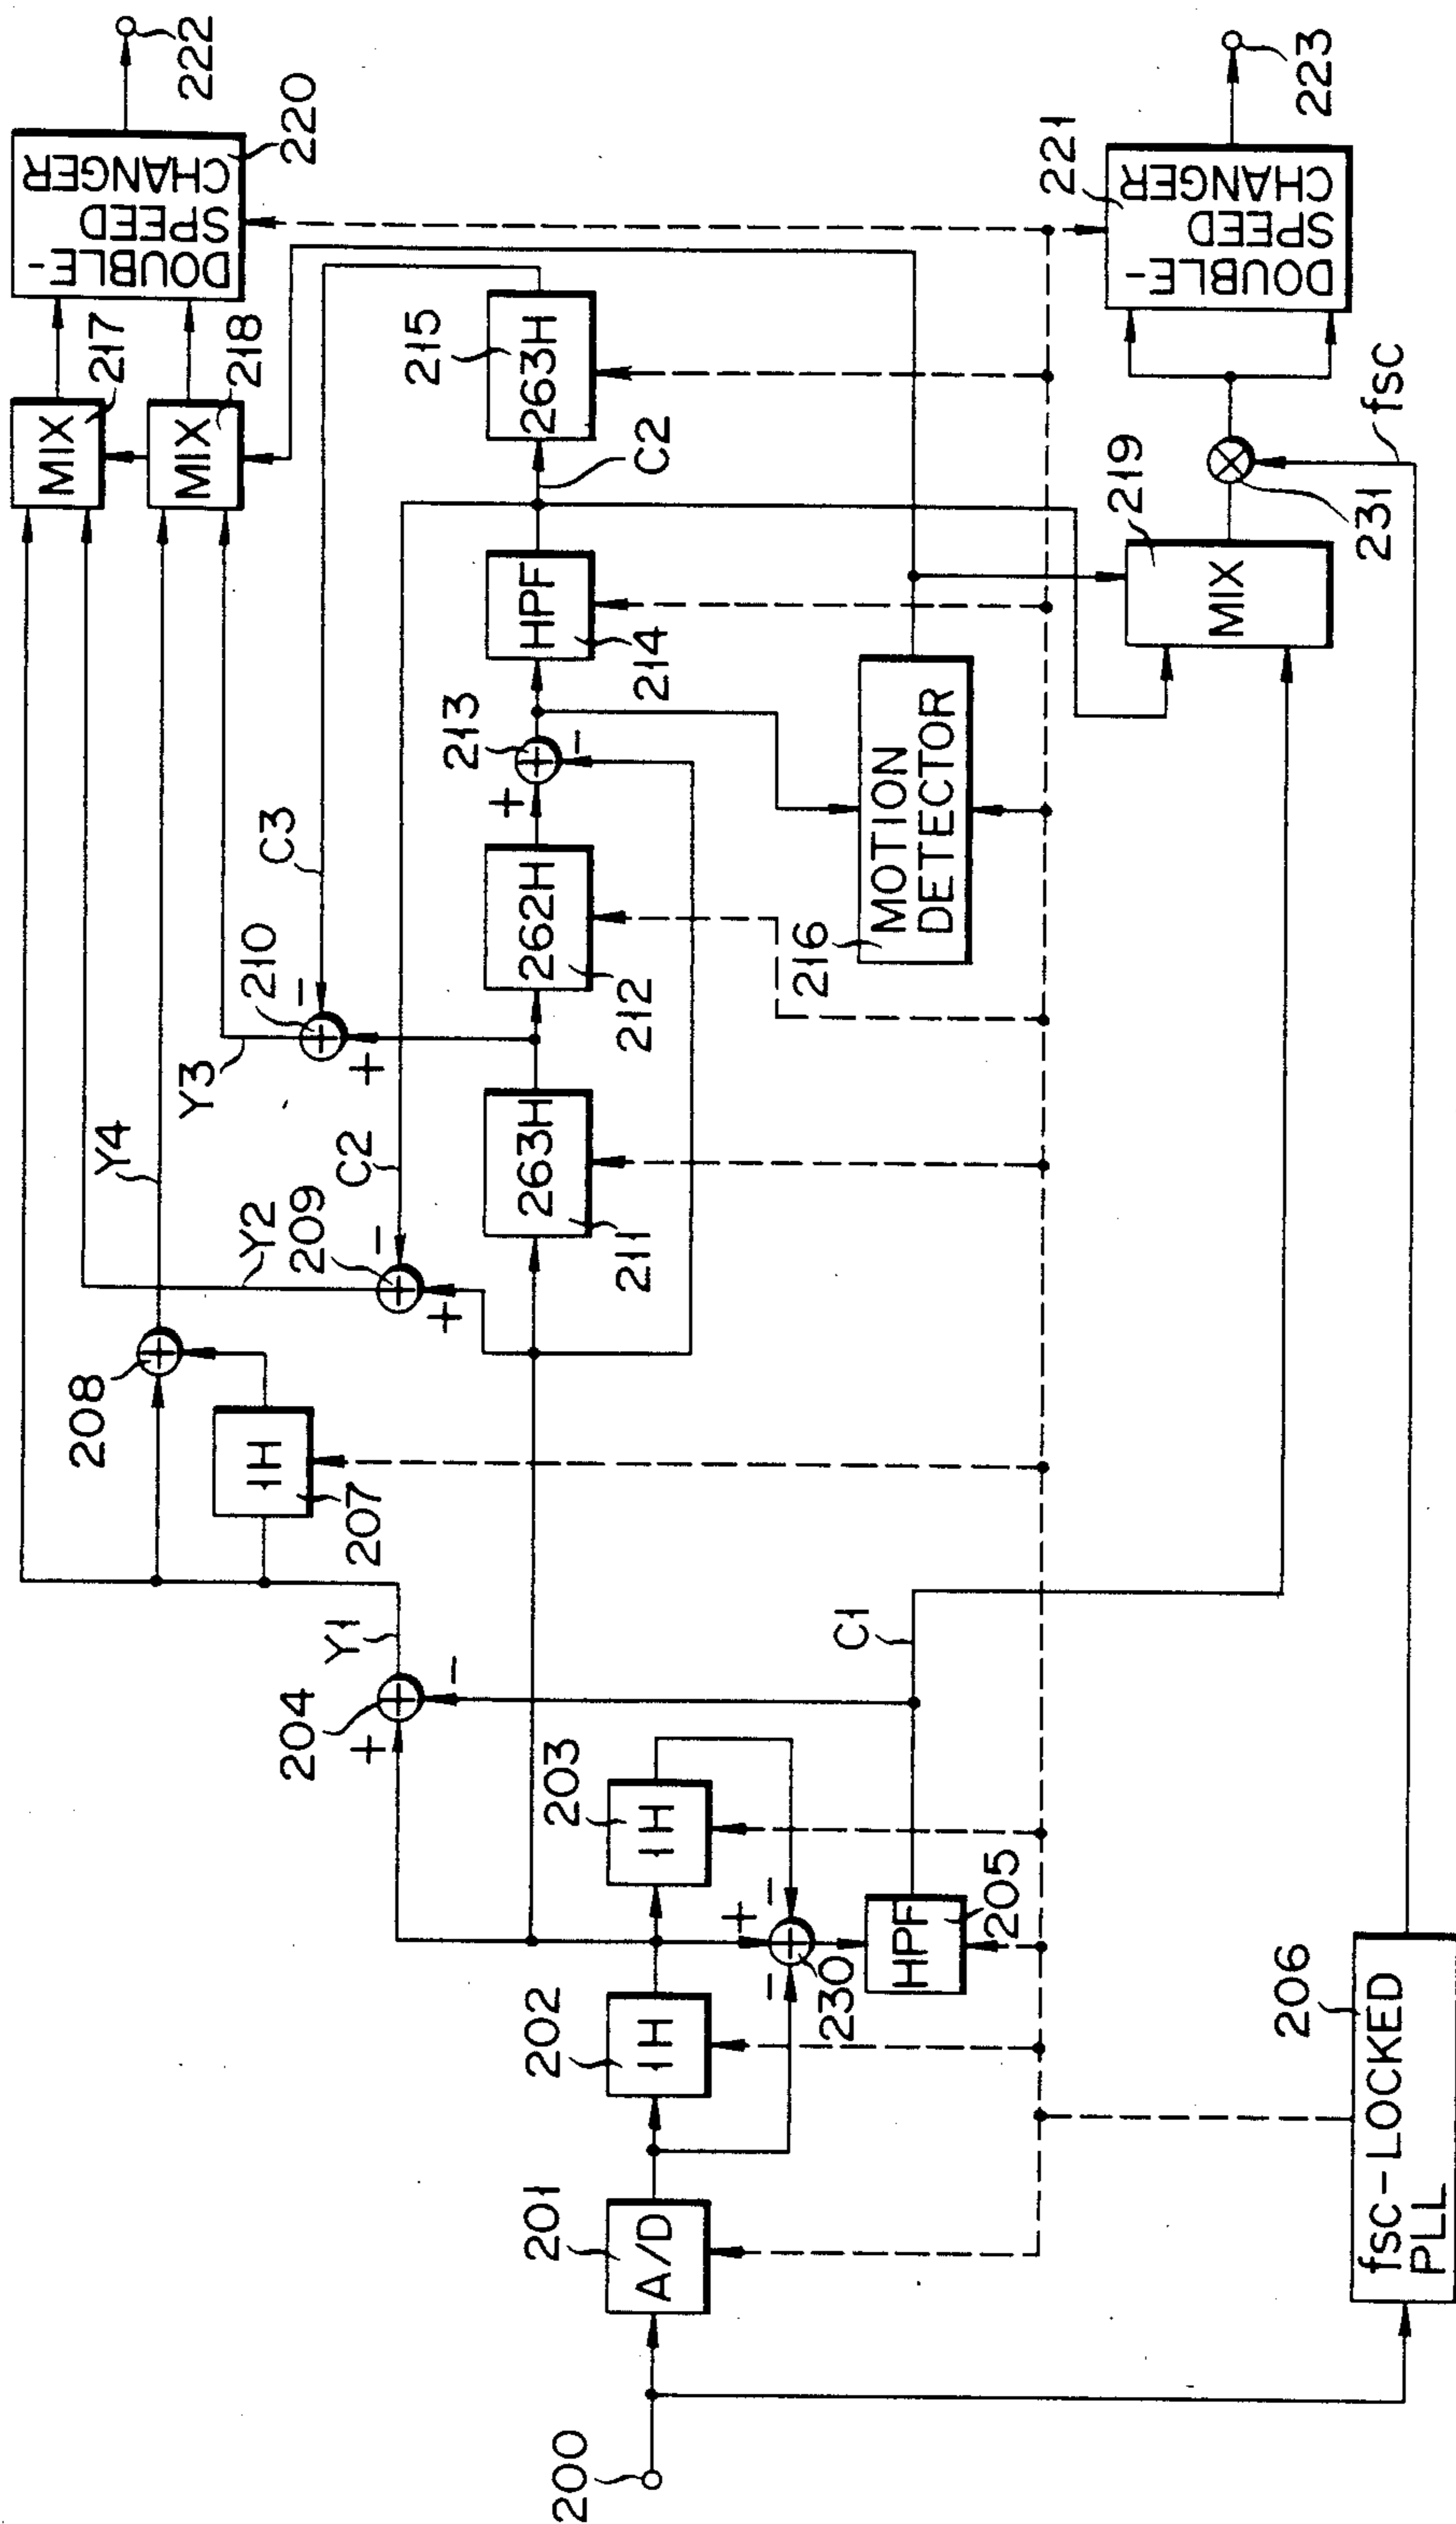 200
201
A/D
202
1H
203
1H
230
HPF
205
206
fsc-LOCKED
PLL
204
+
-
+
-
-
Y1
C1
1H
207
208
Y4
Y2
209
C2
-
+
263H
211
Y3
210
C3
-
+
262H
212
213
+
-
HPF
214
C2
263H
215
216
MOTION
DETECTOR
MIX
217
MIX
218
DOUBLE-
SPEED
CHANGER
220
222
219
MIX
231
fsc
DOUBLE-
SPEED
CHANGER
221
223